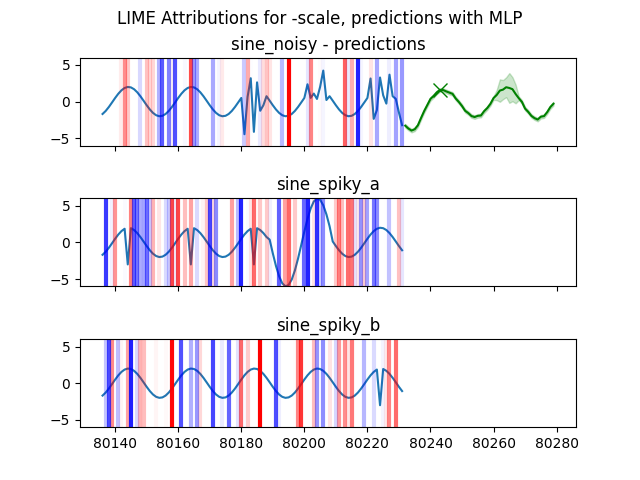 LIME Attributions for -scale, predictions with MLP
sine_noisy - predictions
5
0
−5
sine_spiky_a
5
0
−5
sine_spiky_b
5
0
−5
80140 80160 80180 80200 80220 80240 80260 80280